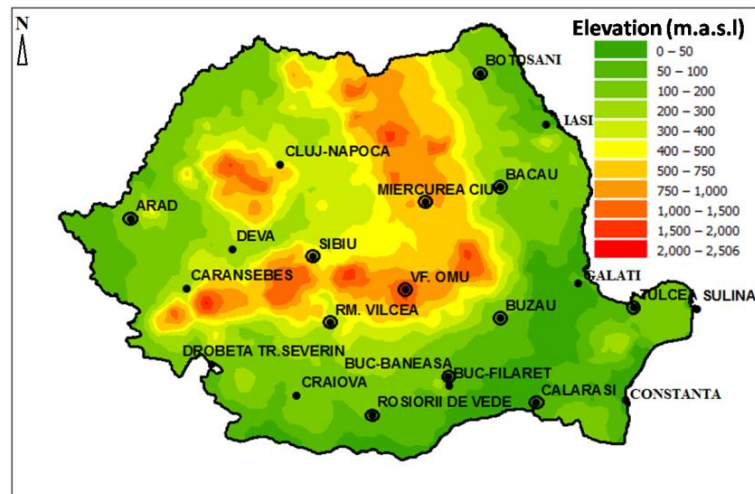 N
Elevation (m.a.s.l)
0 – 50
50 – 100
100 – 200
200 – 300
300 – 400
400 – 500
500 – 750
750 – 1,000
1,000 – 1,500
1,500 – 2,000
2,000 – 2,506
BOTOSANI
IASI
CLUJ-NAPOCA
BACAU
MIERCUREA CIUC
ARAD
DEVA
SIBIU
CARANSEBES
VF. OMU
GALATI
TULCEA SULINA
RM. VILCEA
BUZAU
DROBETA TR.SEVERIN
BUC-BANEASA
BUC-FILARET
CRAIOVA
CALARASI
CONSTANTA
ROSIORII DE VEDE